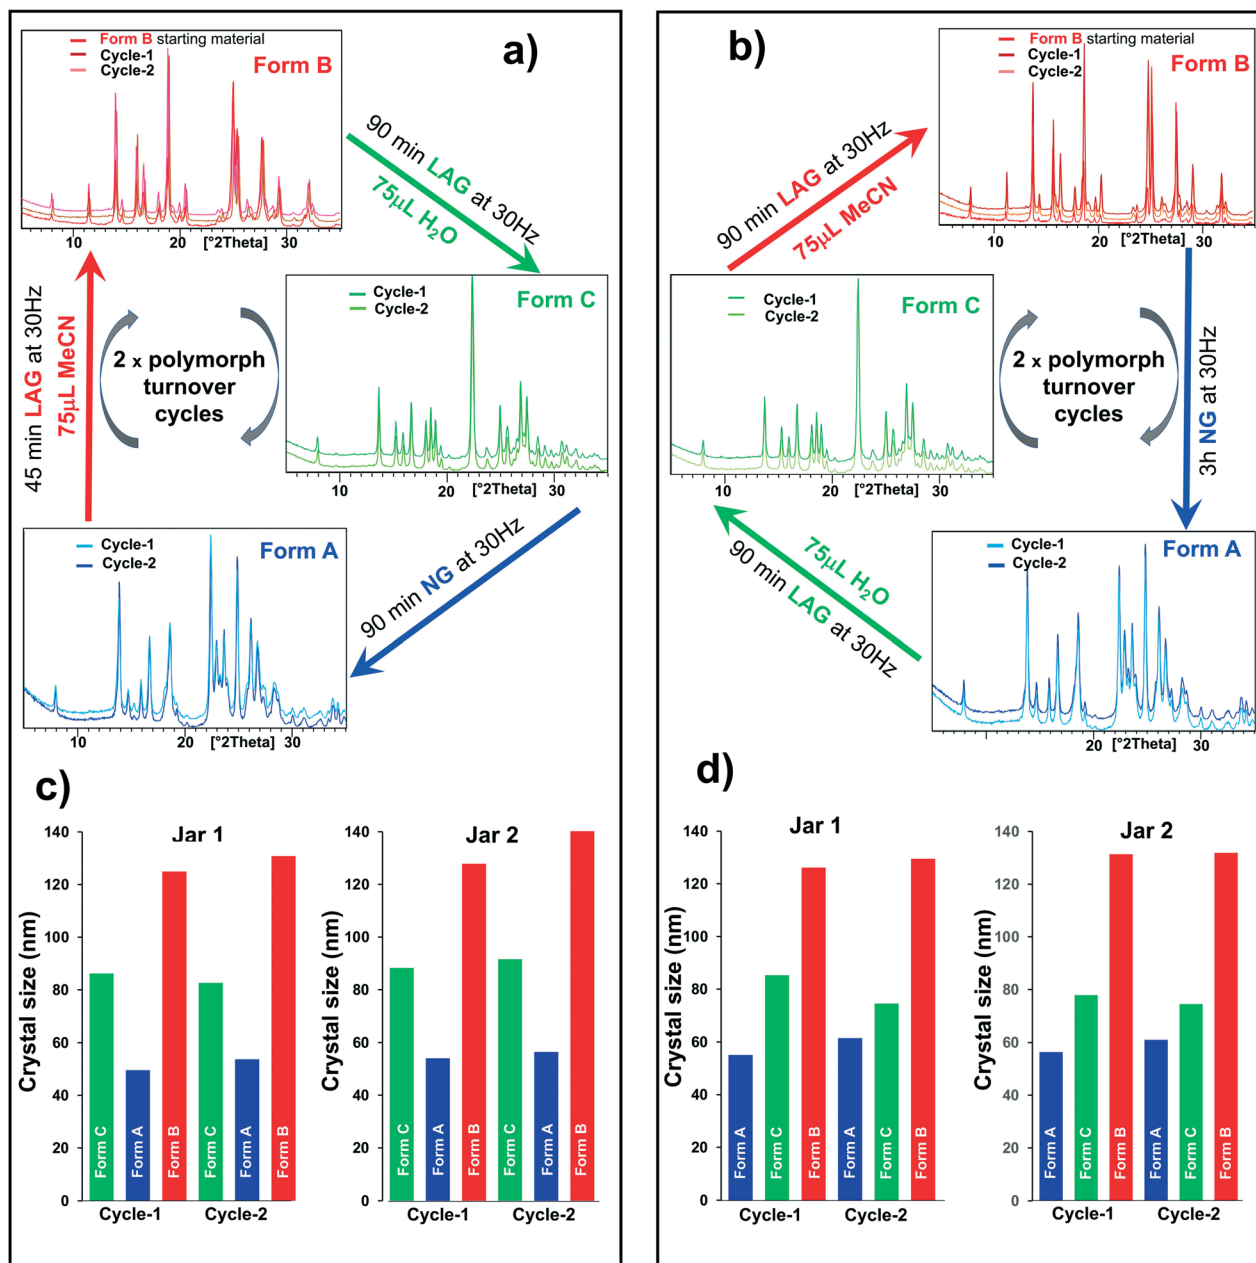 a)
Form B starting material
Cycle-1
Cycle-2
Form B
10
20
30
[°2Theta]
90 min LAG at 30Hz
75µL H2O
Cycle-1
Cycle-2
Form C
10
20
30
[°2Theta]
45 min LAG at 30Hz
75µL MeCN
2 x polymorph
turnover
cycles
90 min NG at 30Hz
Cycle-1
Cycle-2
Form A
10
20
30
[°2Theta]
b)
Form B starting material
Cycle-1
Cycle-2
Form B
10
20
30
[°2Theta]
90 min LAG at 30Hz
75µL MeCN
Cycle-1
Cycle-2
Form C
10
20
30
[°2Theta]
2 x polymorph
turnover
cycles
3h NG at 30Hz
75µL H2O
90 min LAG at 30Hz
Cycle-1
Cycle-2
Form A
20
30
[°2Theta]
c)
Jar 1
Crystal size (nm)
140
120
100
80
60
40
20
0
Form C
Form A
Form B
Form C
Form A
Form B
Cycle-1
Cycle-2
Jar 2
Crystal size (nm)
140
120
100
80
60
40
20
0
Form C
Form A
Form B
Form C
Form A
Form B
Cycle-1
Cycle-2
d)
Jar 1
Crystal size (nm)
140
120
100
80
60
40
20
0
Form A
Form C
Form B
Form A
Form C
Form B
Cycle-1
Cycle-2
Jar 2
Crystal size (nm)
140
120
100
80
60
40
20
0
Form A
Form C
Form B
Form A
Form C
Form B
Cycle-1
Cycle-2